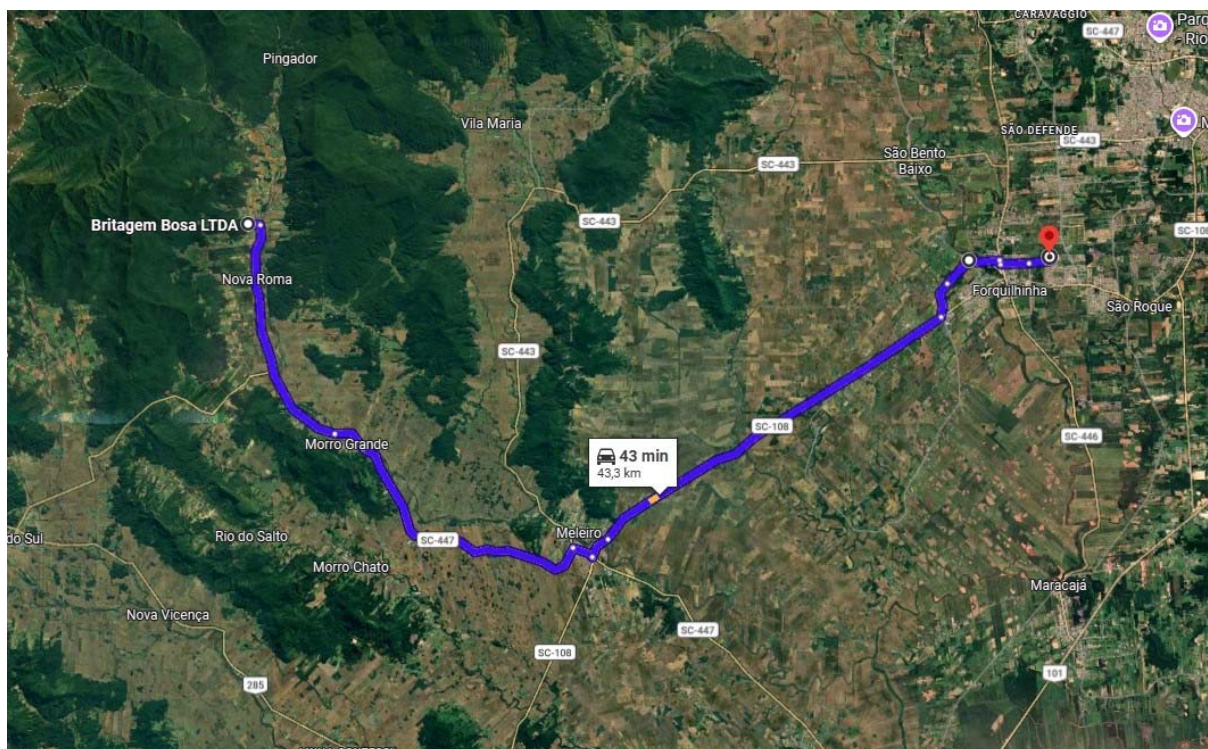 CARAVAGGIO
SC-447
Parq
- Rio
Pingador
Vila Maria
SÃO DEFENDE
M
SC-443
São Bento
Baixo
SC-443
SC-443
Britagem Bosa LTDA
SC-108
Nova Roma
Forquilhinha
São Roque
SC-443
SC-108
SC-446
Morro Grande
43 min
43,3 km
do Sul
Rio do Salto
SC-447
Meleiro
Morro Chato
Maracajá
Nova Vicença
SC-447
SC-108
285
101